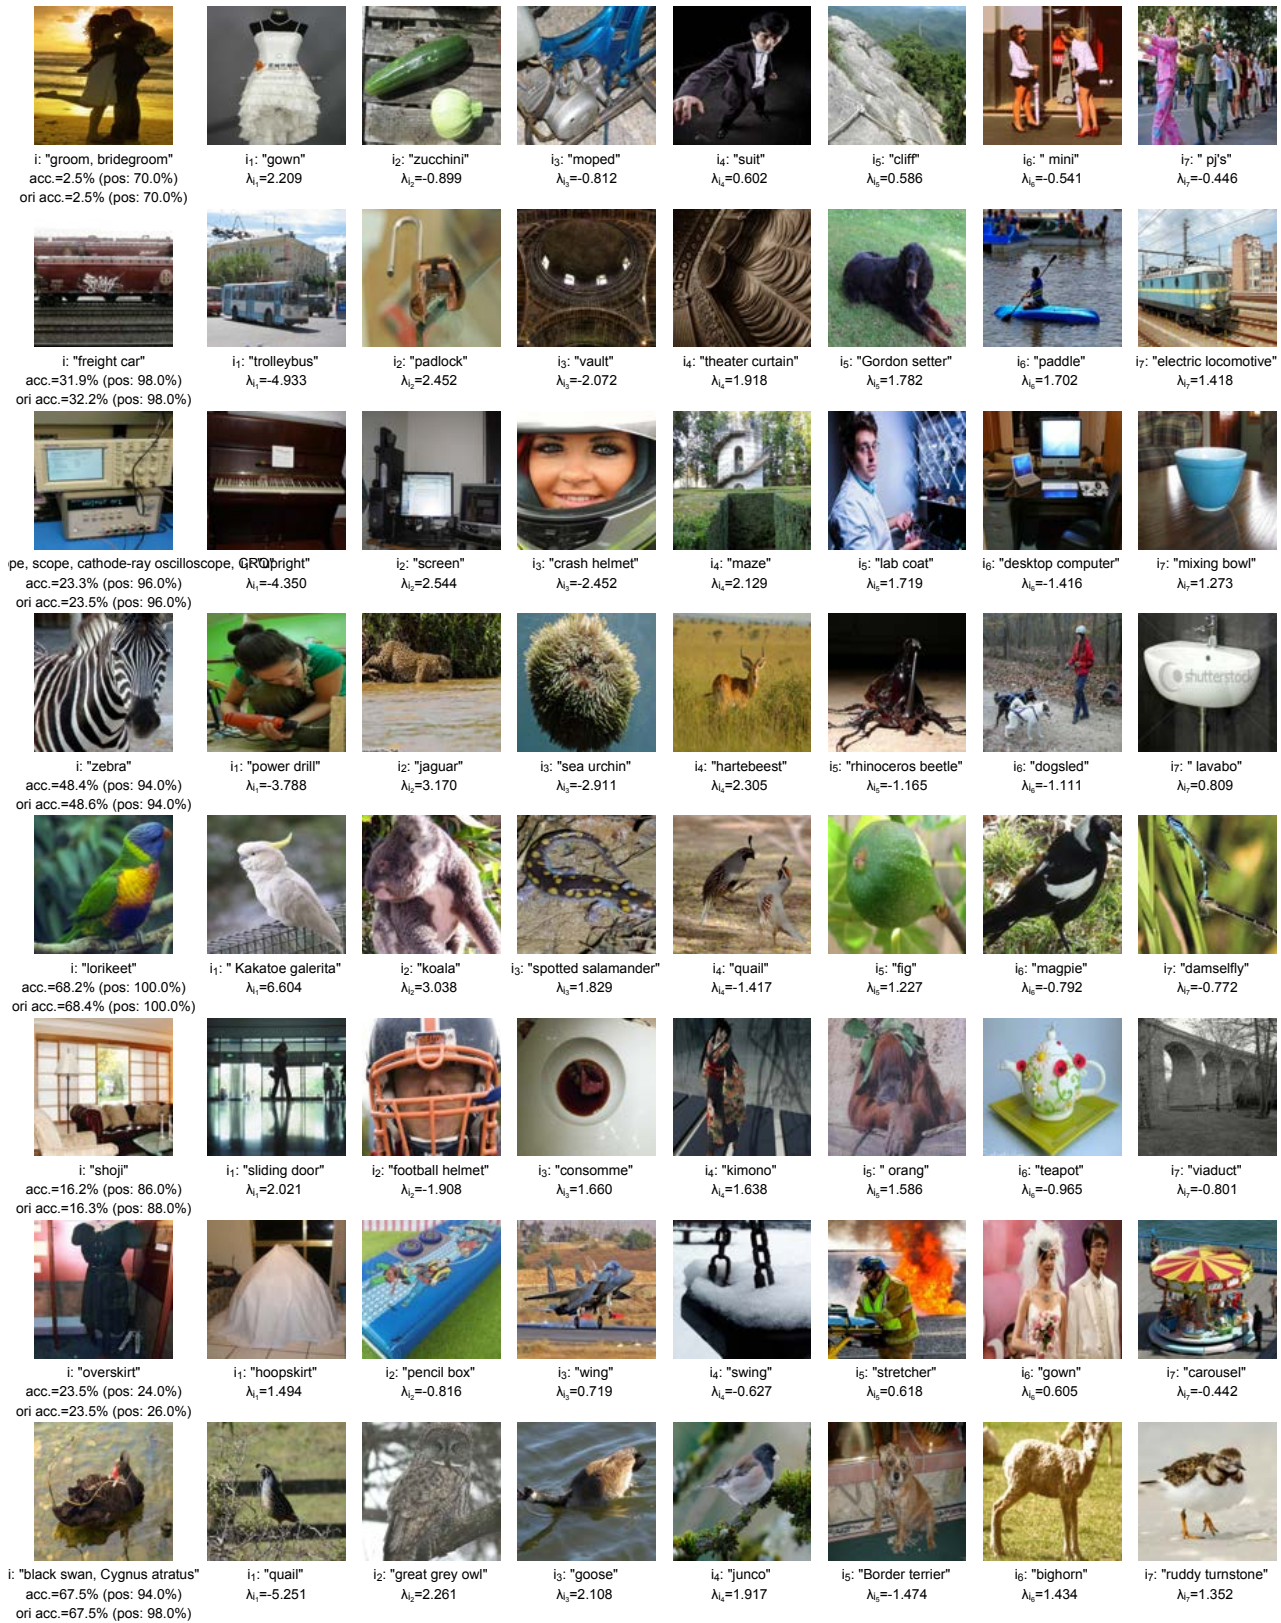 i: "groom, bridegroom"
acc.=2.5% (pos: 70.0%)
ori acc.=2.5% (pos: 70.0%)
i₁: "gown"
λi₁=2.209
i₂: "zucchini"
λi₂=-0.899
i₃: "moped"
λi₃=-0.812
i₄: "suit"
λi₄=0.602
i₅: "cliff"
λi₅=0.586
i₆: " mini"
λi₆=-0.541
i₇: " pj's"
λi₇=-0.446
i: "freight car"
acc.=31.9% (pos: 98.0%)
ori acc.=32.2% (pos: 98.0%)
i₁: "trolleybus"
λi₁=-4.933
i₂: "padlock"
λi₂=2.452
i₃: "vault"
λi₃=-2.072
i₄: "theater curtain"
λi₄=1.918
i₅: "Gordon setter"
λi₅=1.782
i₆: "paddle"
λi₆=1.702
i₇: "electric locomotive"
λi₇=1.418
pe, scope, cathode-ray oscilloscope, CRO"
acc.=23.3% (pos: 96.0%)
ori acc.=23.5% (pos: 96.0%)
i₁: "upright"
λi₁=-4.350
i₂: "screen"
λi₂=2.544
i₃: "crash helmet"
λi₃=-2.452
i₄: "maze"
λi₄=2.129
i₅: "lab coat"
λi₅=1.719
i₆: "desktop computer"
λi₆=-1.416
i₇: "mixing bowl"
λi₇=1.273
shutterstock
i: "zebra"
acc.=48.4% (pos: 94.0%)
ori acc.=48.6% (pos: 94.0%)
i₁: "power drill"
λi₁=-3.788
i₂: "jaguar"
λi₂=3.170
i₃: "sea urchin"
λi₃=-2.911
i₄: "hartebeest"
λi₄=2.305
i₅: "rhinoceros beetle"
λi₅=-1.165
i₆: "dogsled"
λi₆=-1.111
i₇: " lavabo"
λi₇=0.809
i: "lorikeet"
acc.=68.2% (pos: 100.0%)
ori acc.=68.4% (pos: 100.0%)
i₁: " Kakatoe galerita"
λi₁=6.604
i₂: "koala"
λi₂=3.038
i₃: "spotted salamander"
λi₃=1.829
i₄: "quail"
λi₄=-1.417
i₅: "fig"
λi₅=1.227
i₆: "magpie"
λi₆=-0.792
i₇: "damselfly"
λi₇=-0.772
i: "shoji"
acc.=16.2% (pos: 86.0%)
ori acc.=16.3% (pos: 88.0%)
i₁: "sliding door"
λi₁=2.021
i₂: "football helmet"
λi₂=-1.908
i₃: "consomme"
λi₃=1.660
i₄: "kimono"
λi₄=1.638
i₅: " orang"
λi₅=1.586
i₆: "teapot"
λi₆=-0.965
i₇: "viaduct"
λi₇=-0.801
i: "overskirt"
acc.=23.5% (pos: 24.0%)
ori acc.=23.5% (pos: 26.0%)
i₁: "hoopskirt"
λi₁=1.494
i₂: "pencil box"
λi₂=-0.816
i₃: "wing"
λi₃=0.719
i₄: "swing"
λi₄=-0.627
i₅: "stretcher"
λi₅=0.618
i₆: "gown"
λi₆=0.605
i₇: "carousel"
λi₇=-0.442
i: "black swan, Cygnus atratus"
acc.=67.5% (pos: 94.0%)
ori acc.=67.5% (pos: 98.0%)
i₁: "quail"
λi₁=-5.251
i₂: "great grey owl"
λi₂=2.261
i₃: "goose"
λi₃=2.108
i₄: "junco"
λi₄=1.917
i₅: "Border terrier"
λi₅=-1.474
i₆: "bighorn"
λi₆=1.434
i₇: "ruddy turnstone"
λi₇=1.352